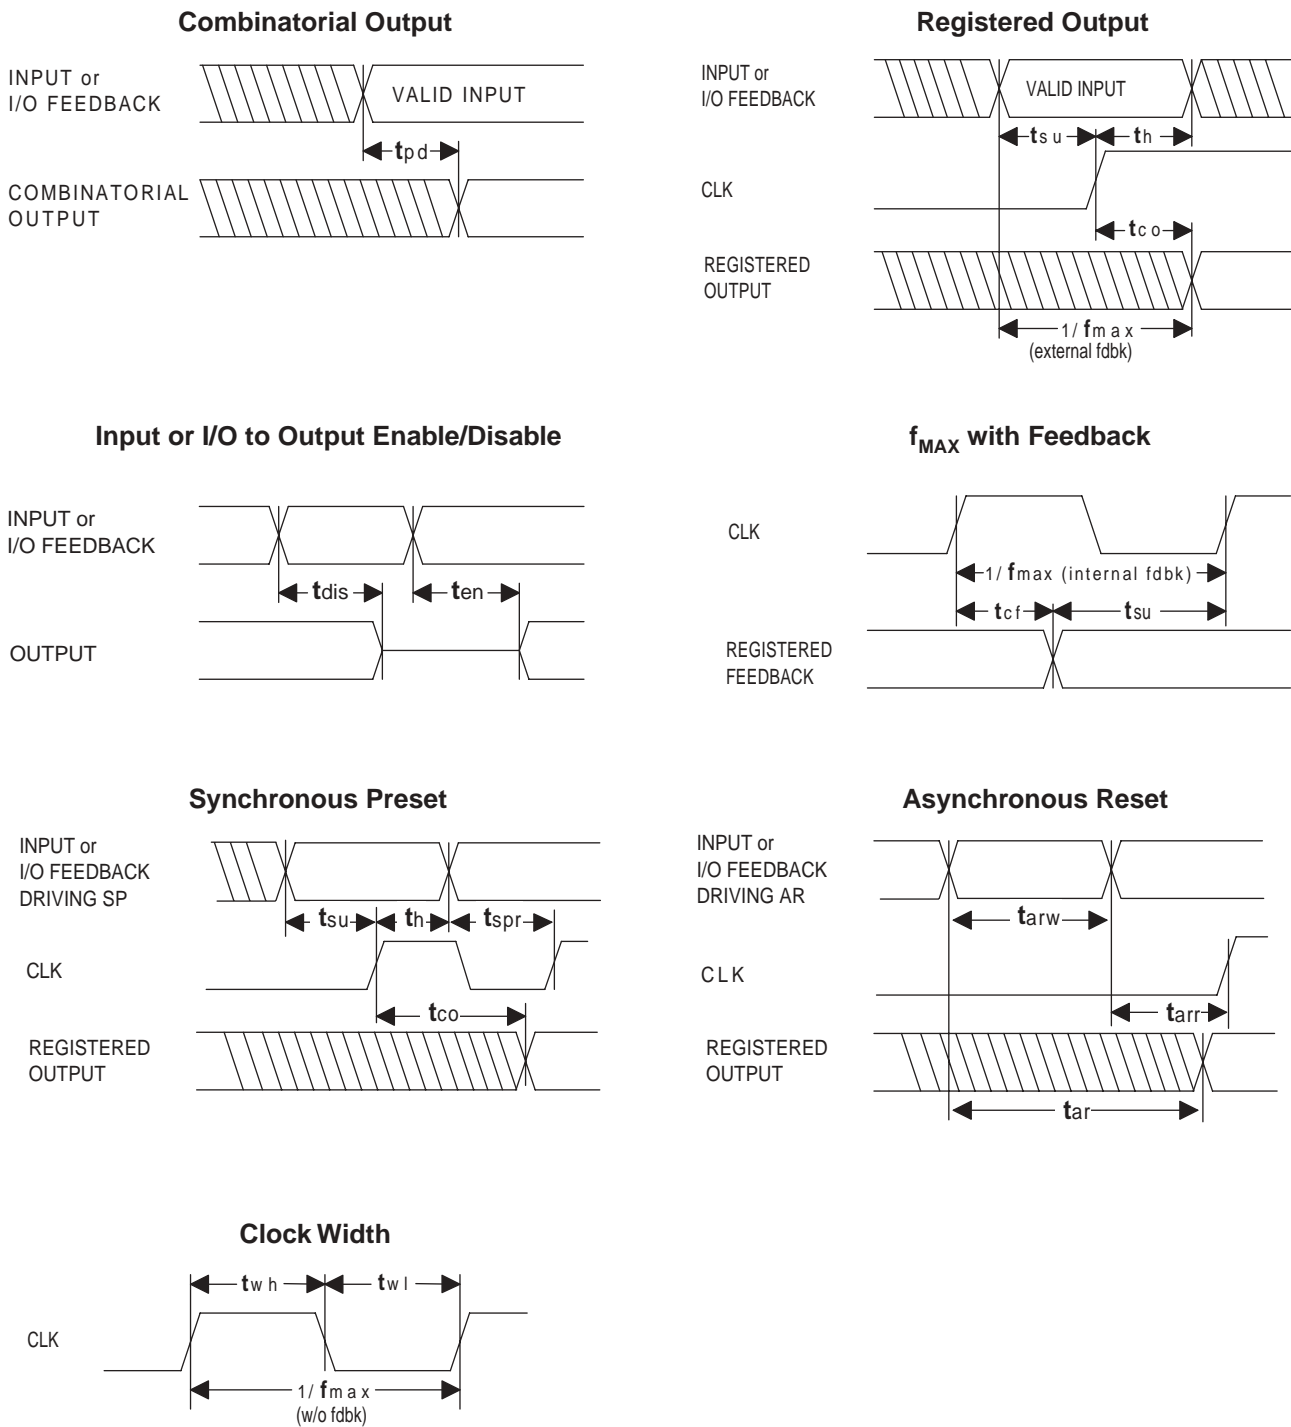 Combinatorial Output
INPUT or
I/O FEEDBACK
VALID INPUT
tpd
COMBINATORIAL
OUTPUT
Registered Output
INPUT or
I/O FEEDBACK
VALID INPUT
tsu
th
CLK
tco
REGISTERED
OUTPUT
1/ fmax
(external fdbk)
Input or I/O to Output Enable/Disable
INPUT or
I/O FEEDBACK
tdis
ten
OUTPUT
fMAX with Feedback
CLK
1/ fmax (internal fdbk)
tcf
tsu
REGISTERED
FEEDBACK
Synchronous Preset
INPUT or
I/O FEEDBACK
DRIVING SP
tsu
th
tspr
CLK
tco
REGISTERED
OUTPUT
Asynchronous Reset
INPUT or
I/O FEEDBACK
DRIVING AR
tarw
CLK
tarr
REGISTERED
OUTPUT
tar
Clock Width
twh
twl
CLK
1/ fmax
(w/o fdbk)